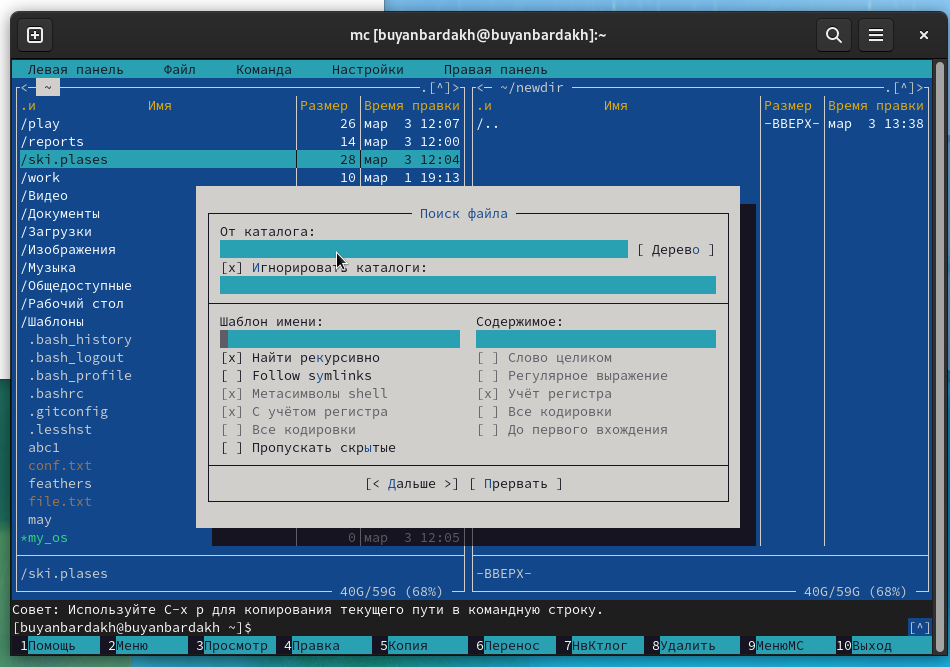 mc [buyanbardakh@buyanbardakh]:~
Левая панель Файл Команда Настройки Правая панель
<─ ~ .[^]> <─ ~/newdir .[^]>
.и Имя Размер Время правки .и Имя Размер Время правки
/play 26 мар 3 12:07 /.. -ВВЕРХ- мар 3 13:38
/reports 14 мар 3 12:00
/ski.plases 28 мар 3 12:04
/work 10 мар 1 19:13
/Видео
/Документы
/Загрузки
/Изображения
/Музыка
/Общедоступные
/Рабочий стол
/Шаблоны
.bash_history
.bash_logout
.bash_profile
.bashrc
.gitconfig
.lesshst
abc1
conf.txt
feathers
file.txt
may
*my_os 0 мар 3 12:05
Поиск файла
От каталога:
[ Дерево ]
[x] Игнорировать каталоги:
Шаблон имени: Содержимое:
[x] Найти рекурсивно [ ] Слово целиком
[ ] Follow symlinks [ ] Регулярное выражение
[x] Метасимволы shell [x] Учёт регистра
[x] С учётом регистра [ ] Все кодировки
[ ] Все кодировки [ ] До первого вхождения
[ ] Пропускать скрытые
[< Дальше >] [ Прервать ]
/ski.plases -ВВЕРХ-
40G/59G (68%) 40G/59G (68%)
Совет: Используйте C-x p для копирования текущего пути в командную строку.
[buyanbardakh@buyanbardakh ~]$ [^]
1Помощь 2Меню 3Просмотр 4Правка 5Копия 6Перенос 7НвКтлог 8Удалить 9МенюMC 10Выход